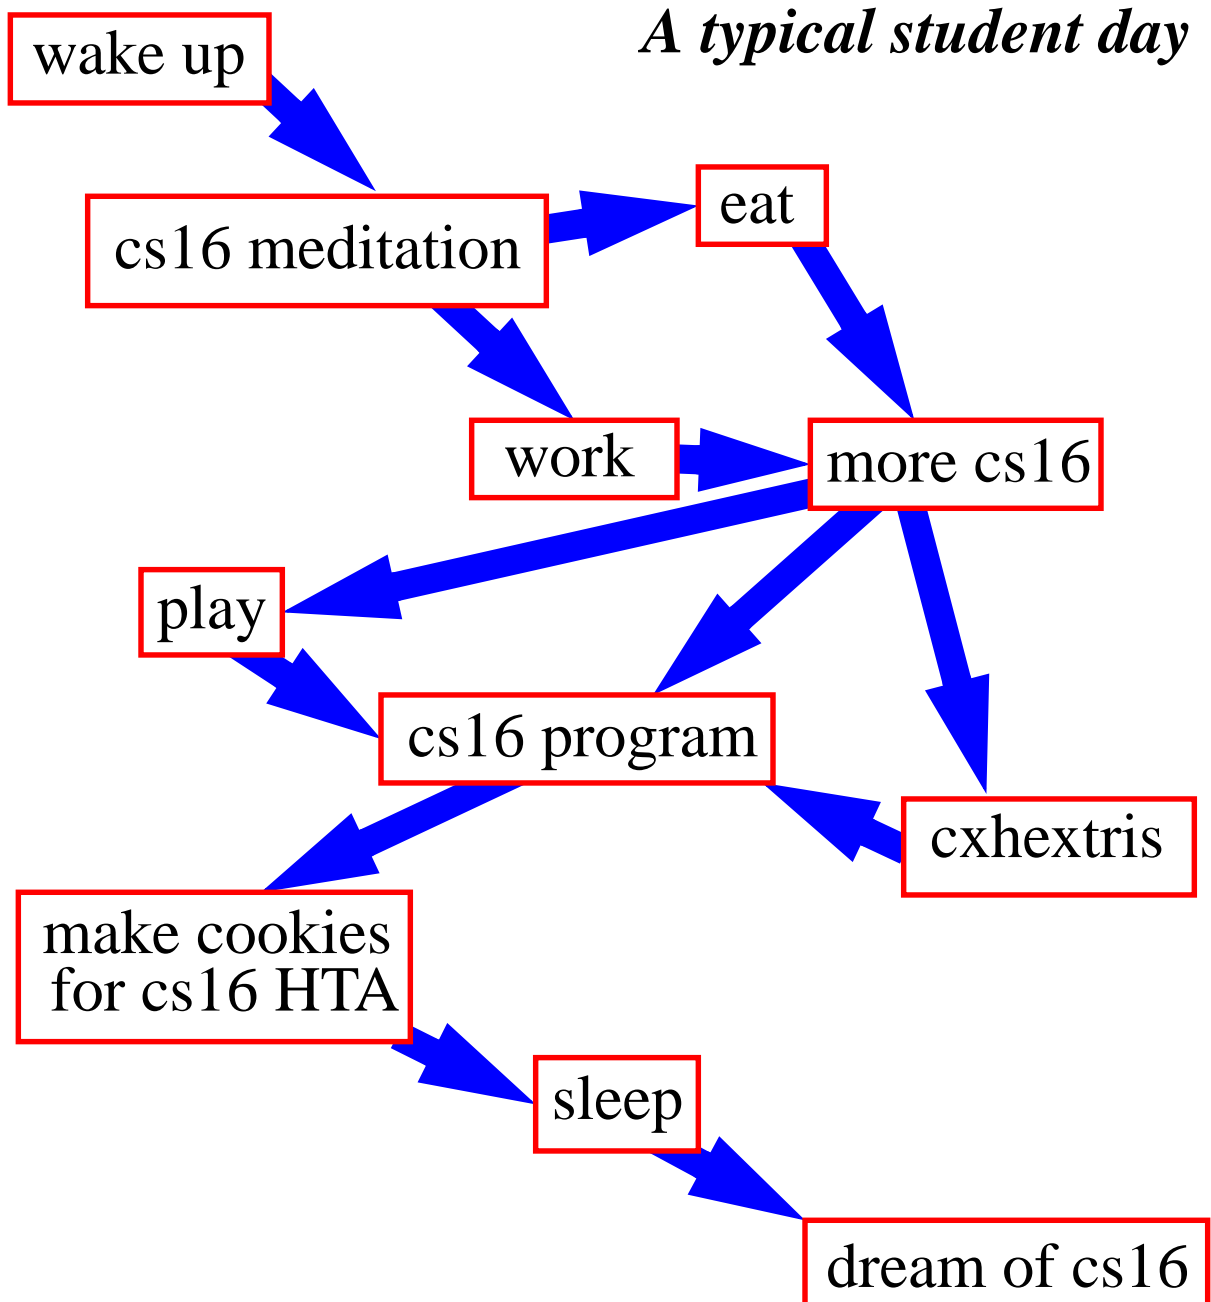 A typical student day
wake up
eat
cs16 meditation
work
more cs16
play
cs16 program
cxhextris
make cookies
for cs16 HTA
sleep
dream of cs16